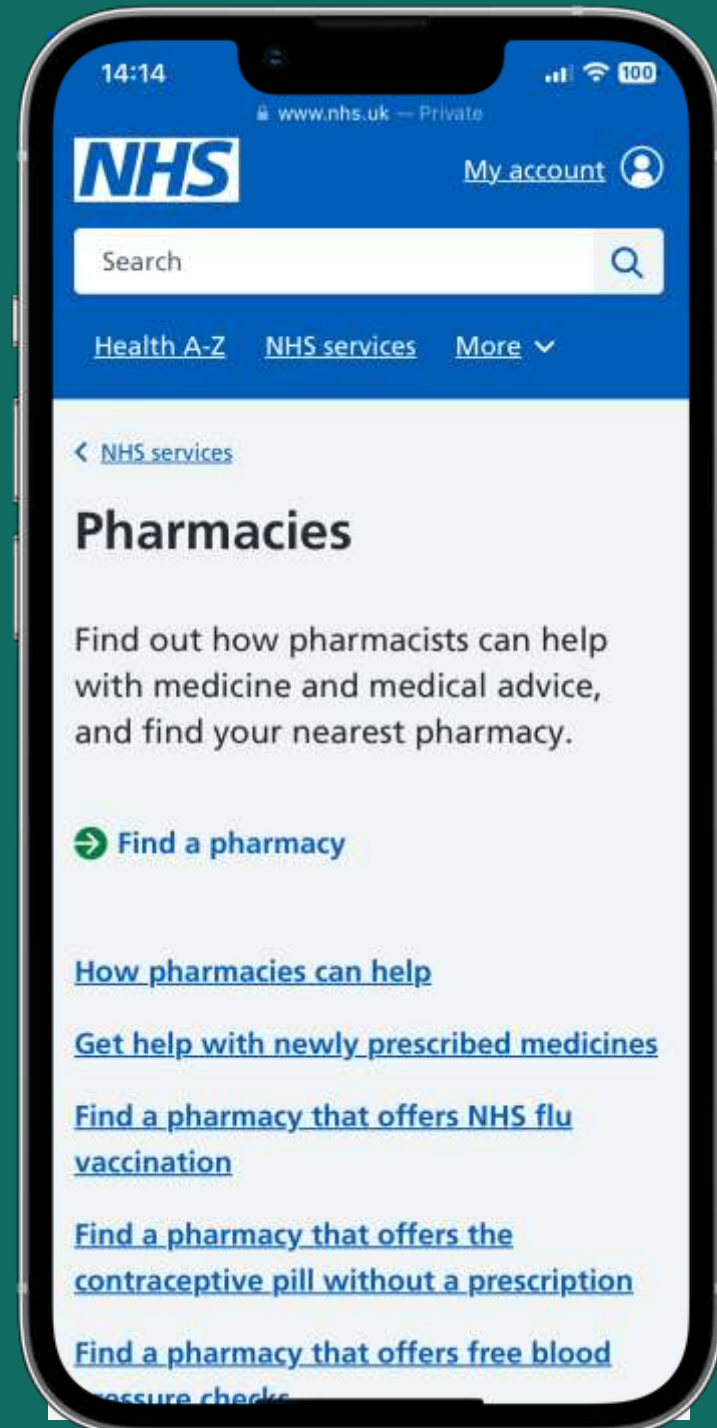 14:14
100
www.nhs.uk — Private
NHS
My account
Search
Health A-Z NHS services More
NHS services
Pharmacies
Find out how pharmacists can help
with medicine and medical advice,
and find your nearest pharmacy.
Find a pharmacy
How pharmacies can help
Get help with newly prescribed medicines
Find a pharmacy that offers NHS flu
vaccination
Find a pharmacy that offers the
contraceptive pill without a prescription
Find a pharmacy that offers free blood
pressure checks